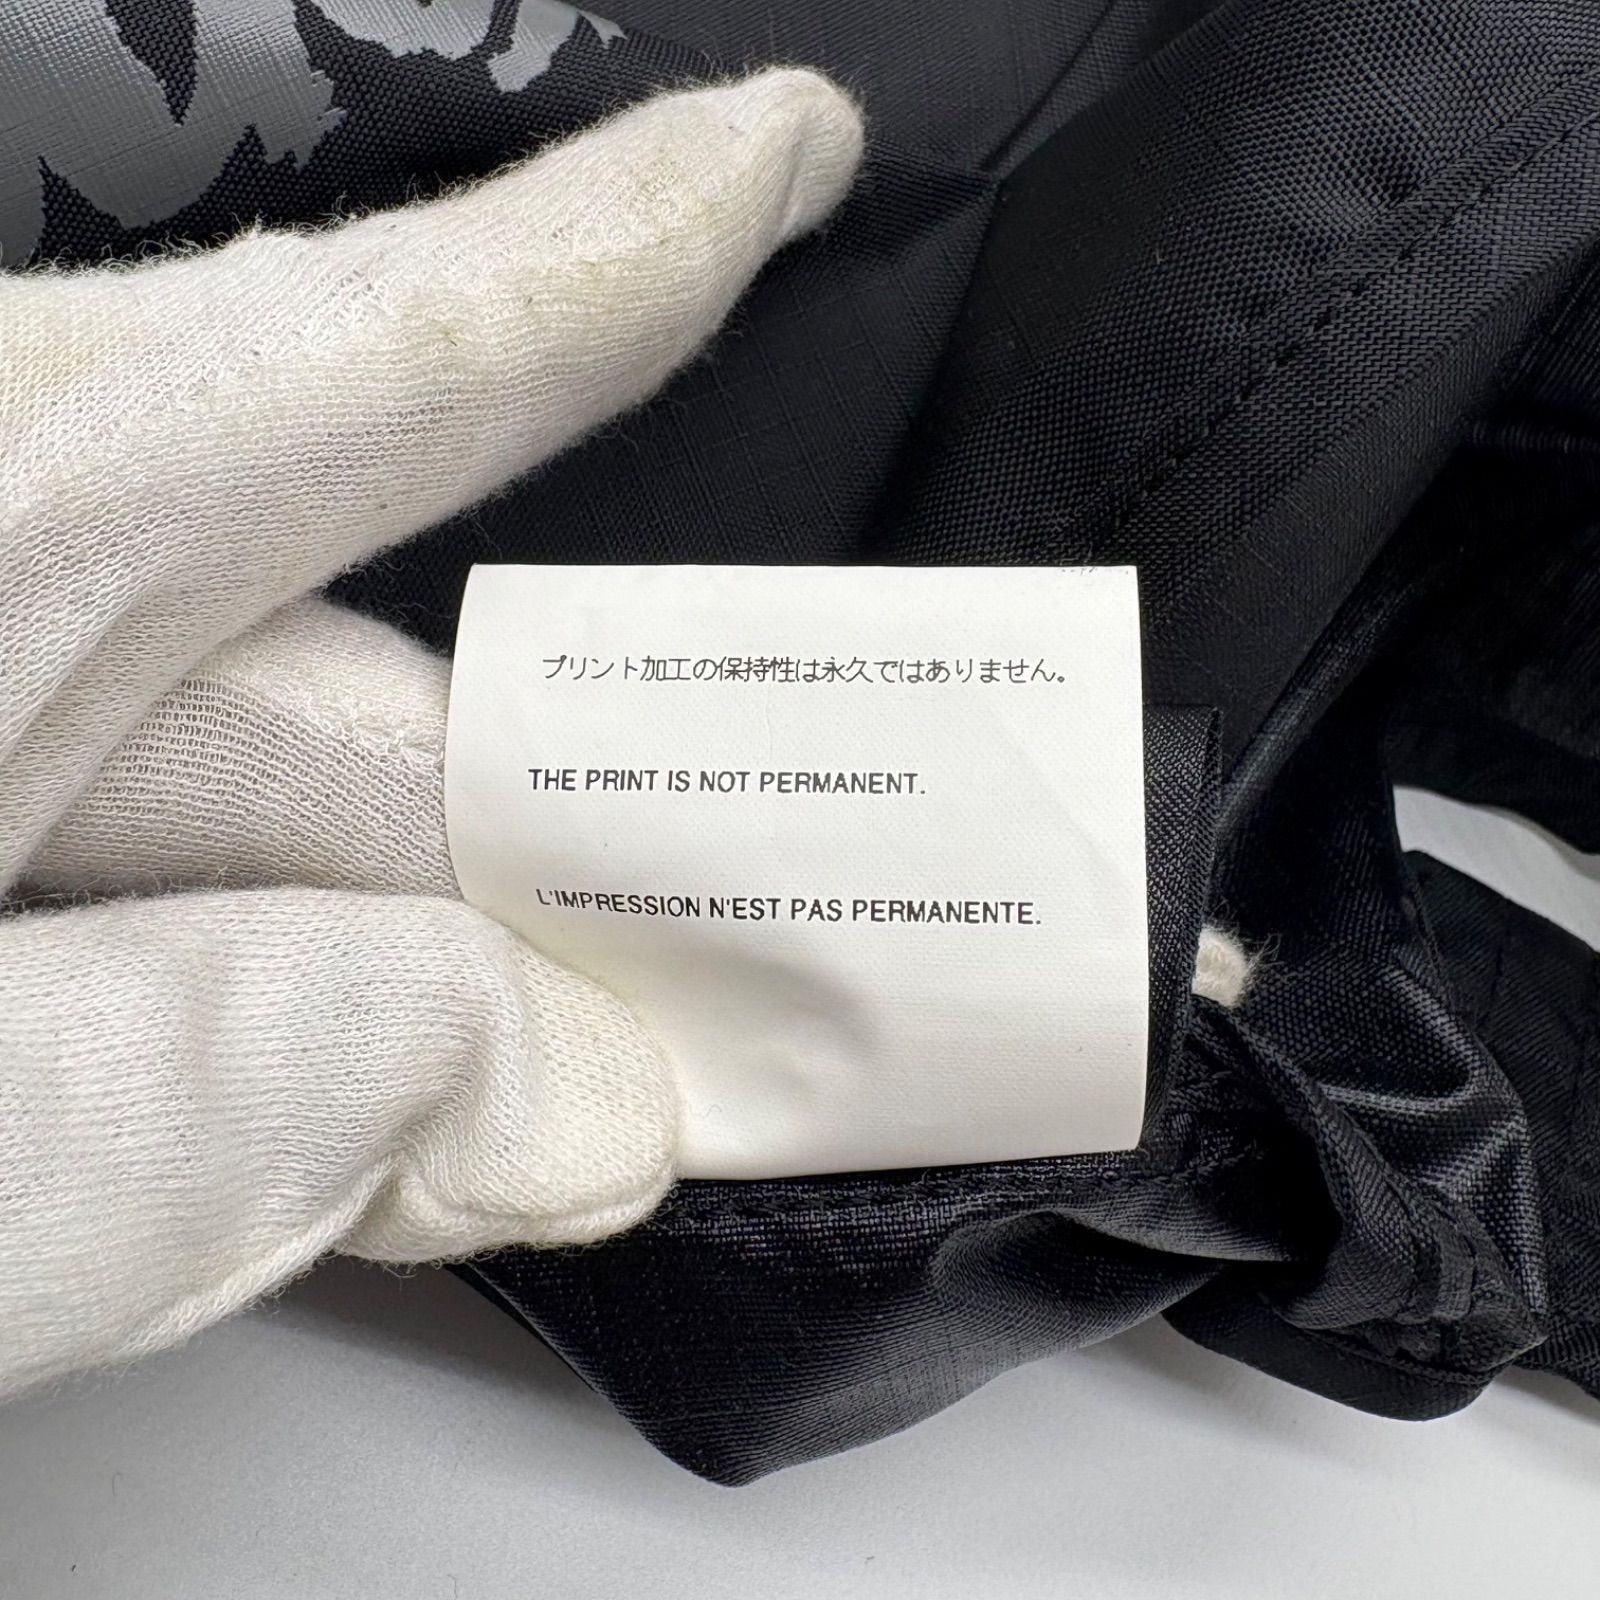 プリント加工の保持性は永久ではありません。
THE PRINT IS NOT PERMANENT.
L'IMPRESSION N'EST PAS PERMANENTE.